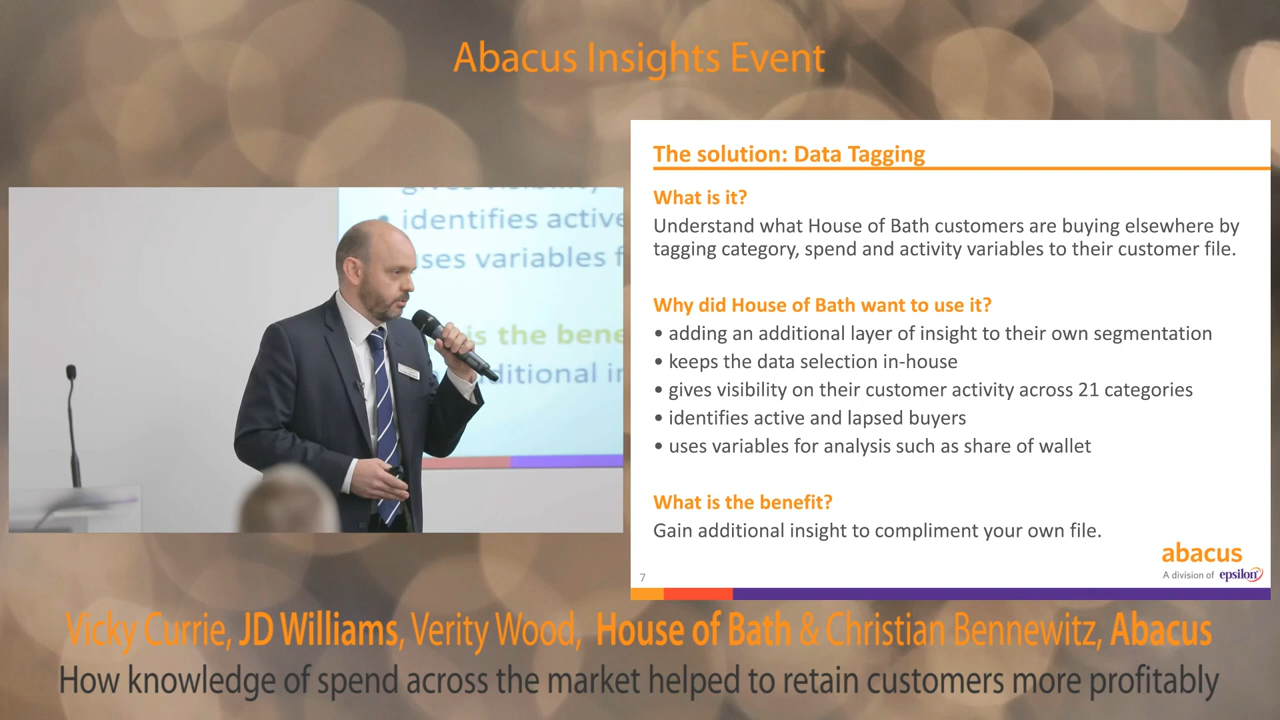 Abacus Insights Event
gives visibility
• identifies active
uses variables f
is the bene
additional in
The solution: Data Tagging
What is it?
Understand what House of Bath customers are buying elsewhere by
tagging category, spend and activity variables to their customer file.
Why did House of Bath want to use it?
• adding an additional layer of insight to their own segmentation
• keeps the data selection in-house
• gives visibility on their customer activity across 21 categories
• identifies active and lapsed buyers
• uses variables for analysis such as share of wallet
What is the benefit?
Gain additional insight to compliment your own file.
abacus
A division of epsilon
7
Vicky Currie, JD Williams, Verity Wood, House of Bath & Christian Bennewitz, Abacus
How knowledge of spend across the market helped to retain customers more profitably